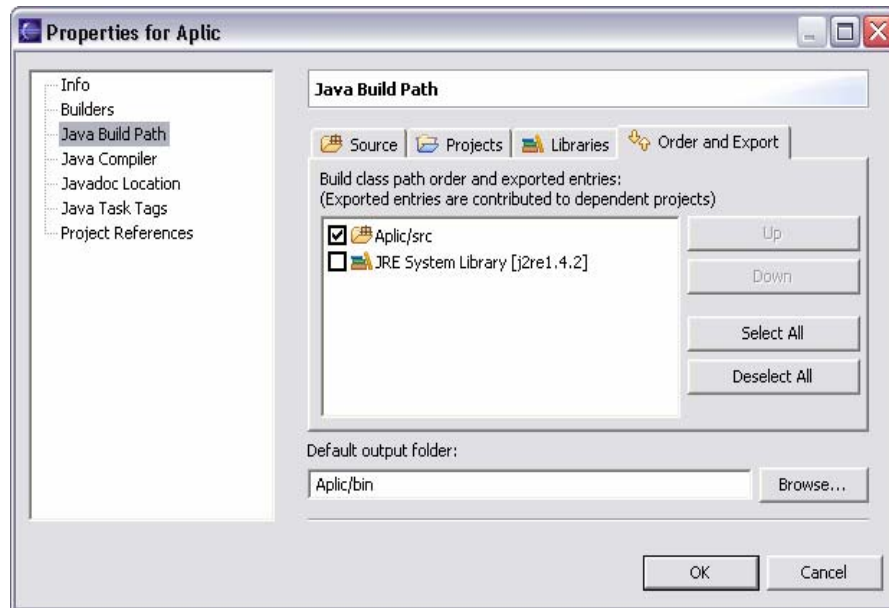 Properties for Aplic
Info
Builders
Java Build Path
Java Compiler
Javadoc Location
Java Task Tags
Project References
Java Build Path
Source Projects Libraries Order and Export
Build class path order and exported entries:
(Exported entries are contributed to dependent projects)
Aplic/src
JRE System Library [j2re1.4.2]
Up
Down
Select All
Deselect All
Default output folder:
Aplic/bin Browse...
OK Cancel